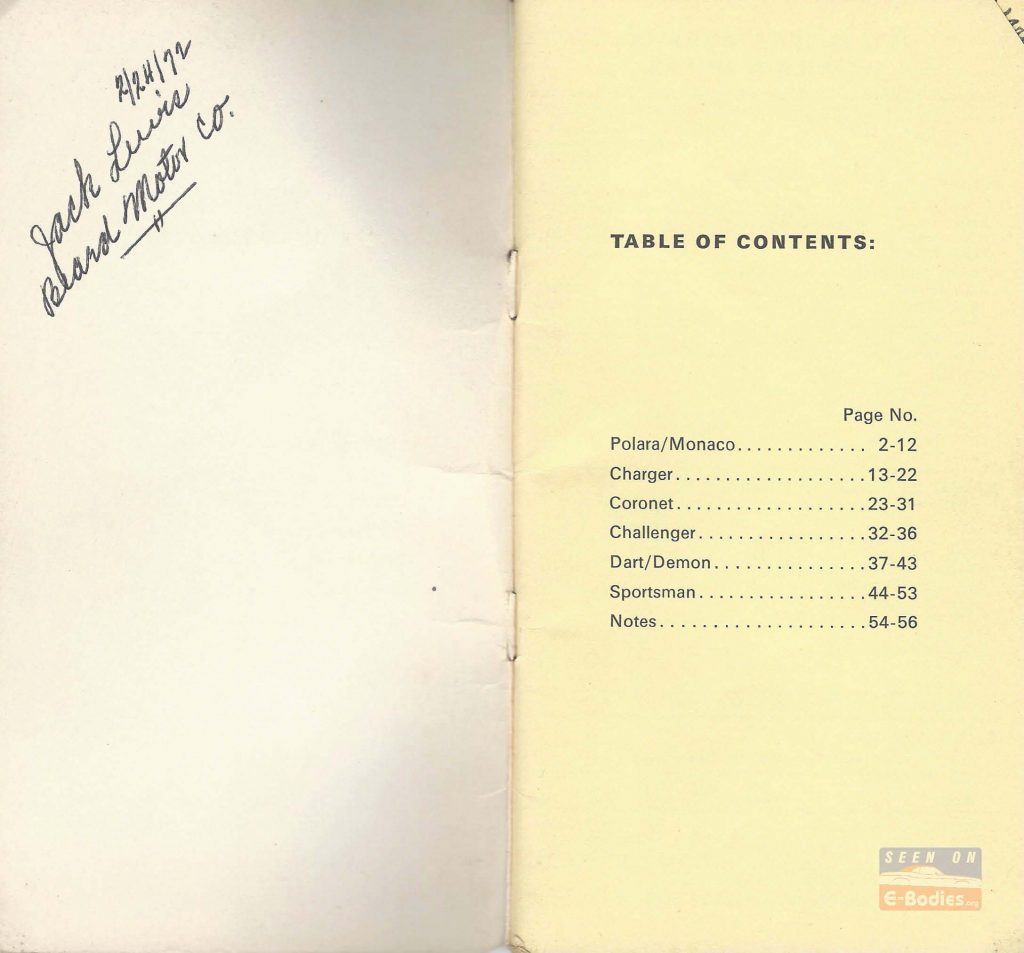 2/24/72
Jack Lewis
Beard Motor Co.
TABLE OF CONTENTS:
Page No.
Polara/Monaco............. 2-12
Charger...................13-22
Coronet...................23-31
Challenger.................32-36
Dart/Demon...............37-43
Sportsman.................44-53
Notes.....................54-56
SEEN ON
E-Bodies.org